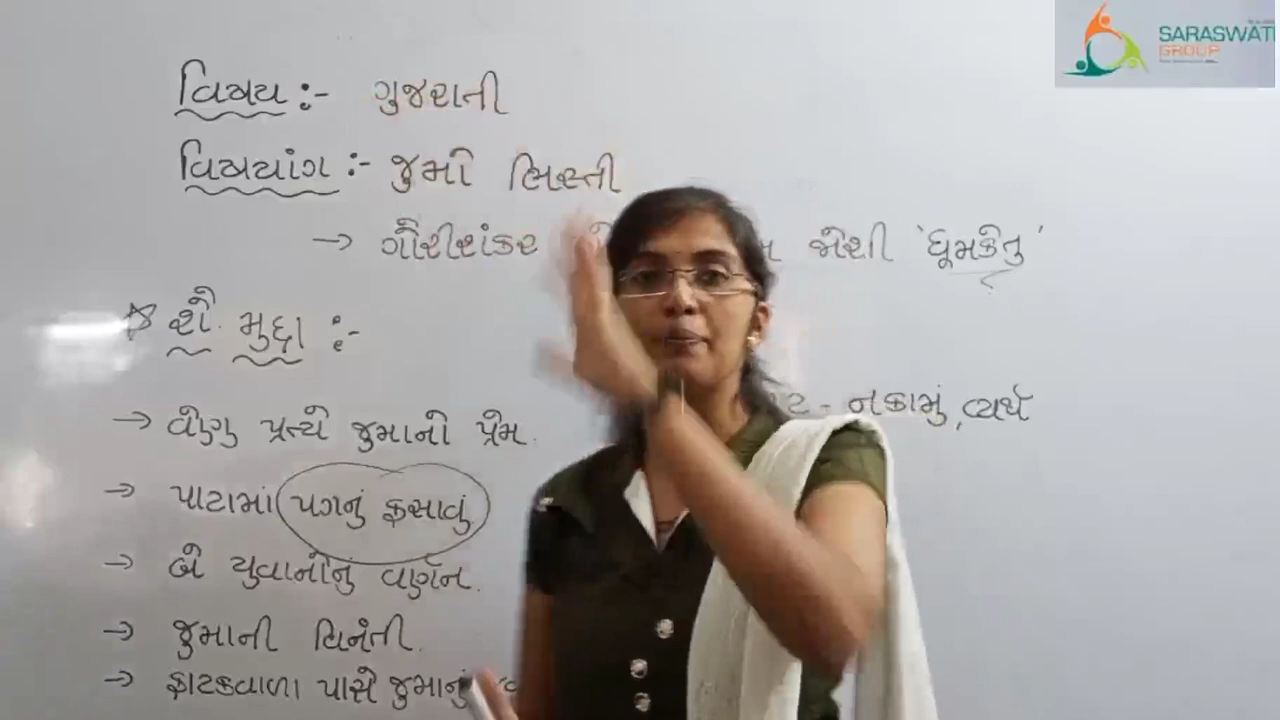 SARASWATI
GROUP
વિષય :- ગુજરાતી
વિષયાંગ :- જુમો ભિસ્તી
→ ગૌરીશંકર જોશી 'ધૂમકેતુ'
શૈ. મુદ્દા :-
→ વેણુ પ્રત્યે જુમાનો પ્રેમ.
નકામું, વ્યર્થ
→ પાટામાં પગનું ફસાવું
→ બે યુવાનોનું વર્ણન.
→ જુમાની વિનંતી.
→ ફાટકવાળા પાસે જુમાનું